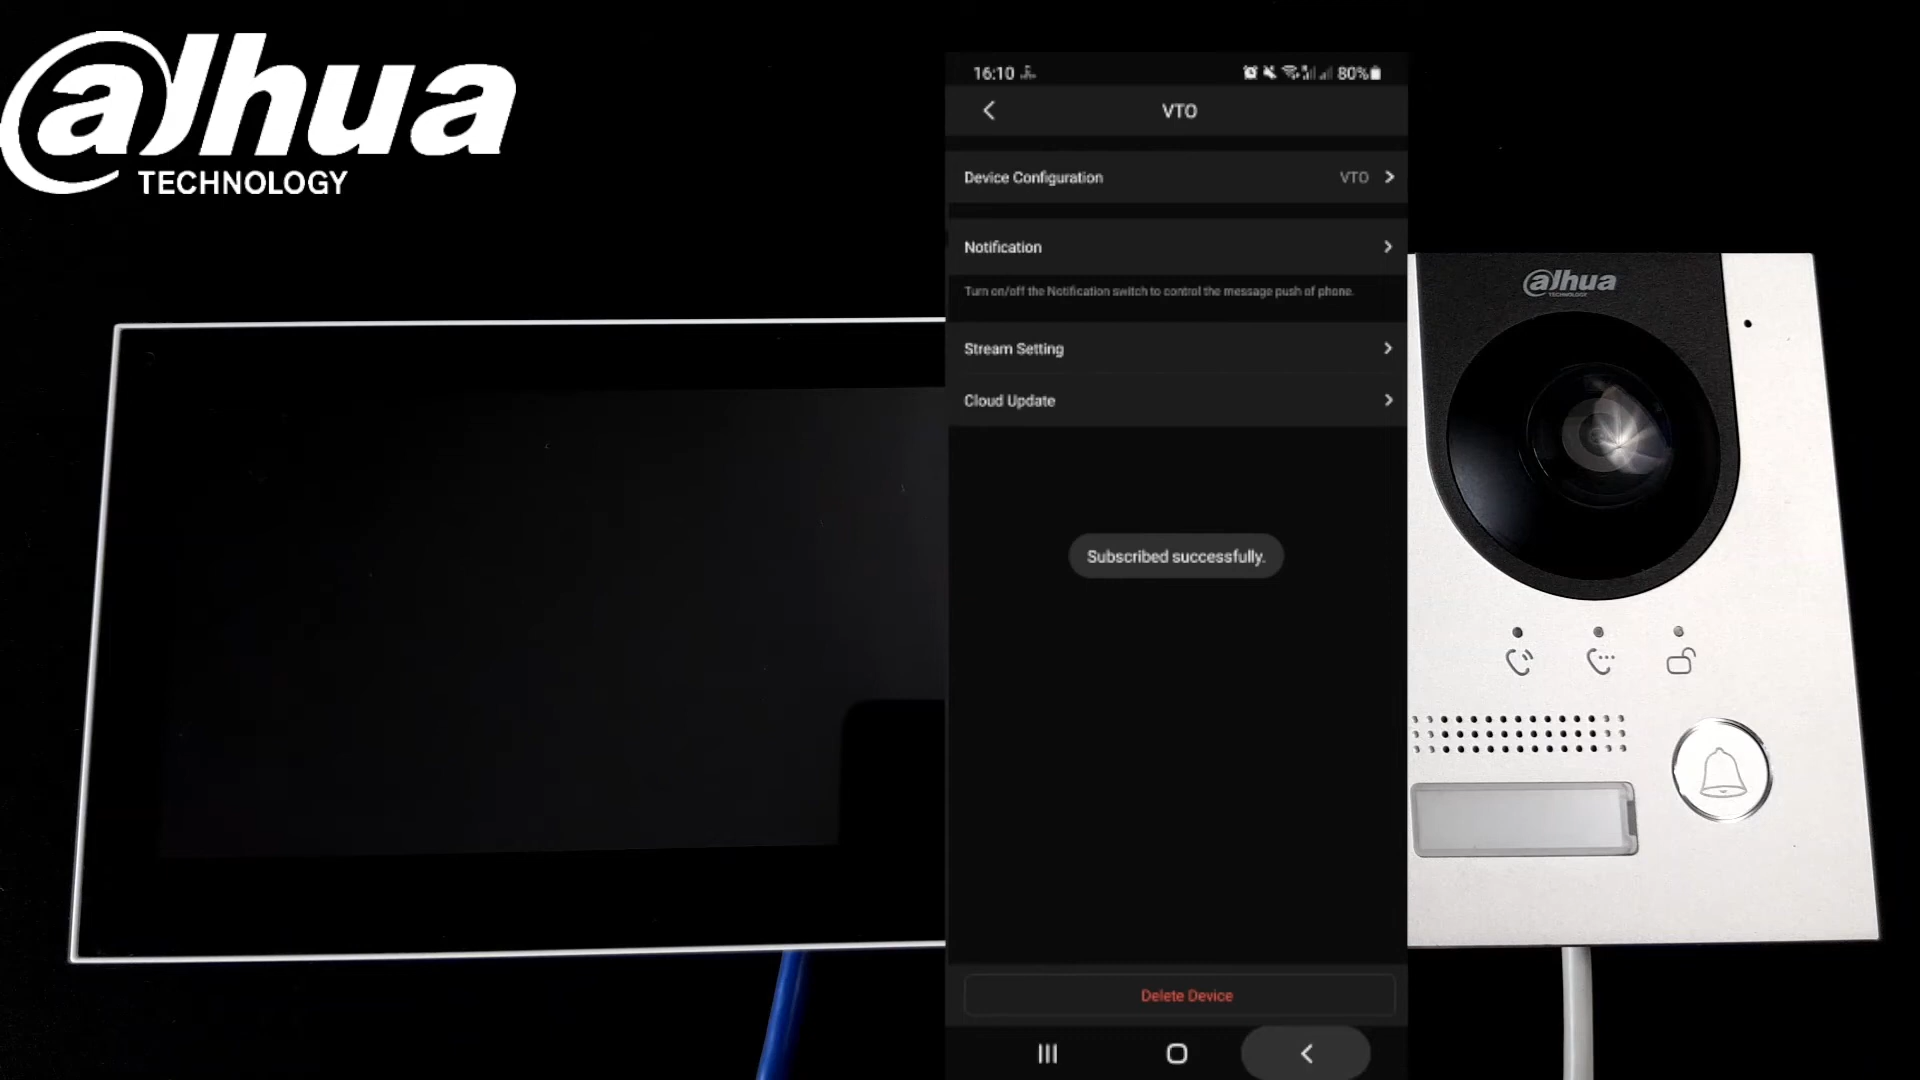 alhua
TECHNOLOGY
16:10
80%
VTO
Device Configuration VTO
Notification
Turn on/off the Notification switch to control the message push of phone.
Stream Setting
Cloud Update
Subscribed successfully.
Delete Device
alhua
TECHNOLOGY